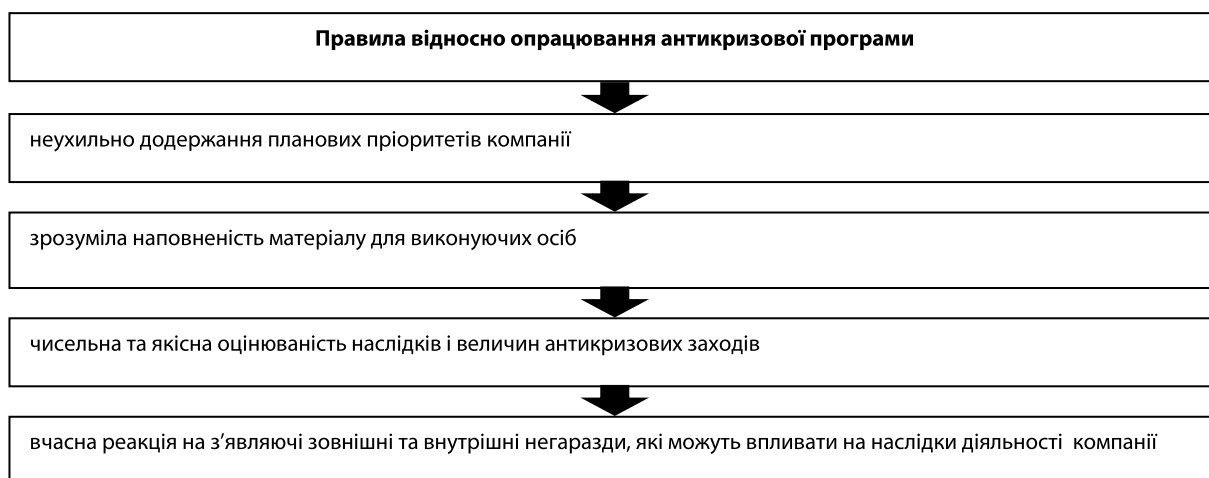 Правила відносно опрацювання антикризової програми
неухильно додержання планових пріоритетів компанії
зрозуміла наповненість матеріалу для виконуючих осіб
чисельна та якісна оцінюваність наслідків і величин антикризових заходів
вчасна реакція на з’являючі зовнішні та внутрішні негаразди, які можуть впливати на наслідки діяльності компанії